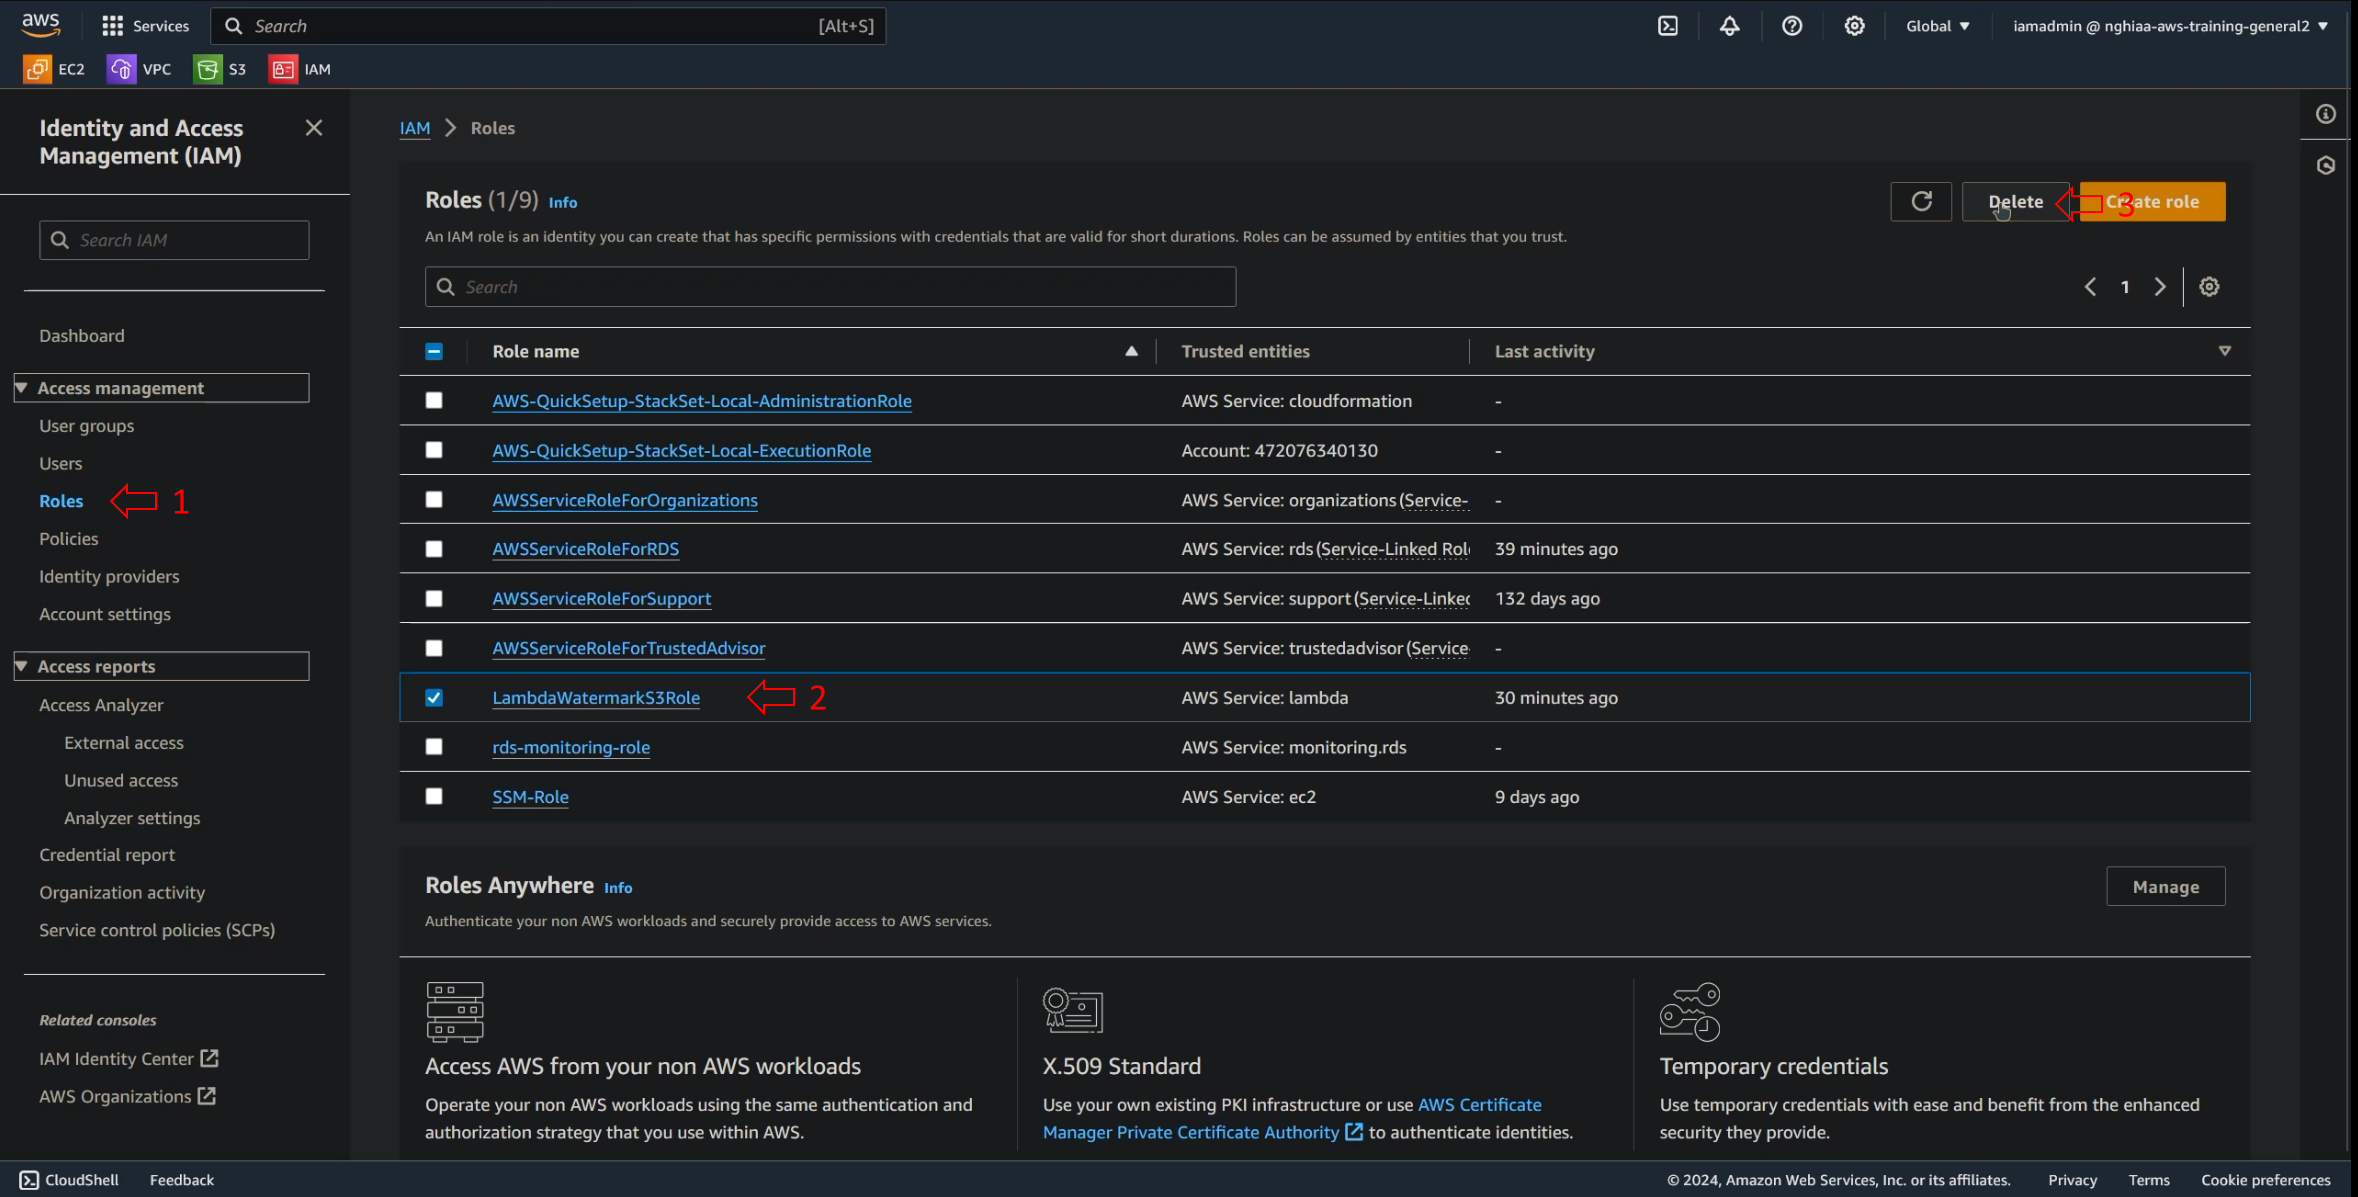 aws
Services
Search
[Alt+S]
Global ▼
iamadmin @ nghiaa-aws-training-general2 ▼
EC2
VPC
S3
IAM
Identity and Access
Management (IAM)
Search IAM
Dashboard
Access management
User groups
Users
Roles
1
Policies
Identity providers
Account settings
Access reports
Access Analyzer
External access
Unused access
Analyzer settings
Credential report
Organization activity
Service control policies (SCPs)
Related consoles
IAM Identity Center
AWS Organizations
IAM > Roles
Roles (1/9) Info
Delete
3
Create role
An IAM role is an identity you can create that has specific permissions with credentials that are valid for short durations. Roles can be assumed by entities that you trust.
Search
1
Role name
Trusted entities
Last activity
AWS-QuickSetup-StackSet-Local-AdministrationRole
AWS Service: cloudformation
-
AWS-QuickSetup-StackSet-Local-ExecutionRole
Account: 472076340130
-
AWSServiceRoleForOrganizations
AWS Service: organizations (Service-
-
AWSServiceRoleForRDS
AWS Service: rds (Service-Linked Rol
39 minutes ago
AWSServiceRoleForSupport
AWS Service: support (Service-Linked
132 days ago
AWSServiceRoleForTrustedAdvisor
AWS Service: trustedadvisor (Service-
-
LambdaWatermarkS3Role
2
AWS Service: lambda
30 minutes ago
rds-monitoring-role
AWS Service: monitoring.rds
-
SSM-Role
AWS Service: ec2
9 days ago
Roles Anywhere Info
Manage
Authenticate your non AWS workloads and securely provide access to AWS services.
Access AWS from your non AWS workloads
Operate your non AWS workloads using the same authentication and
authorization strategy that you use within AWS.
X.509 Standard
Use your own existing PKI infrastructure or use AWS Certificate
Manager Private Certificate Authority to authenticate identities.
Temporary credentials
Use temporary credentials with ease and benefit from the enhanced
security they provide.
CloudShell
Feedback
© 2024, Amazon Web Services, Inc. or its affiliates.
Privacy
Terms
Cookie preferences